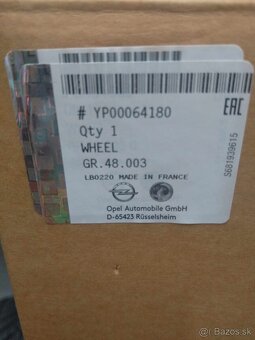 # YP00064180
Qty 1
WHEEL
GR.48.003
LB0220 MADE IN FRANCE
Opel Automobile GmbH
D-65423 Rüsselsheim
EAC
S681939615
Bazos.sk